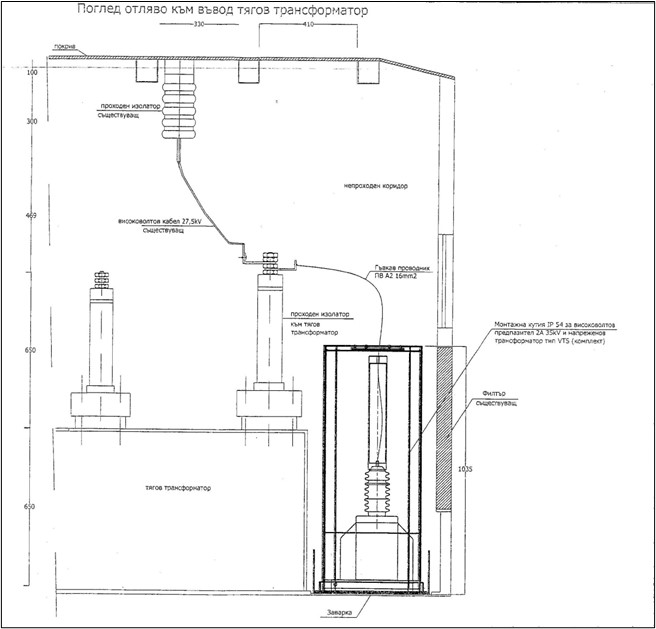 Поглед отляво към въвод тягов трансформатор
330
410
покрив
100
проходен изолатор
съществуващ
300
непроходен коридор
469
високоволтов кабел 27,5kV
съществуващ
Гъвкав проводник
ПВ А2 16mm2
проходен изолатор
към тягов
трансформатор
Монтажна кутия IP 54 за високоволтов
предпазител 2А 35kV и напреженов
трансформатор тип VTS (комплект)
650
Филтър
съществуващ
1035
тягов трансформатор
650
Заварка